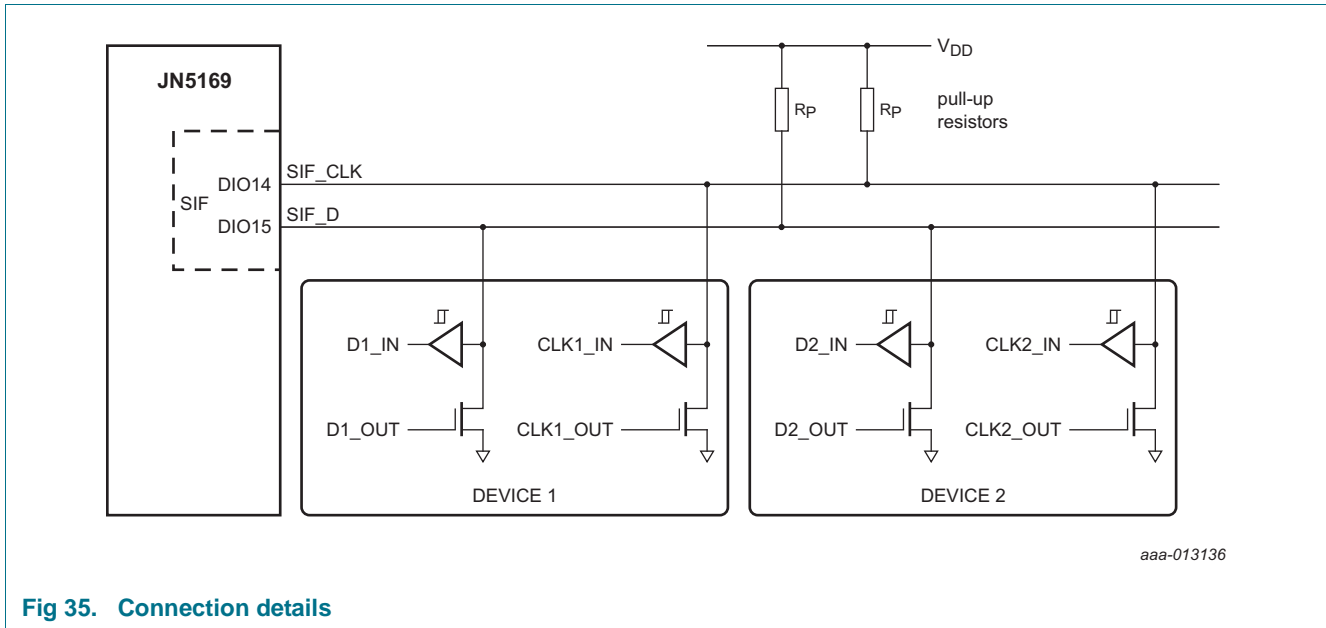 JN5169
VDD
RP
RP
pull-up
resistors
SIF_CLK
DIO14
SIF
SIF_D
DIO15
D1_IN
CLK1_IN
D2_IN
CLK2_IN
D1_OUT
CLK1_OUT
D2_OUT
CLK2_OUT
DEVICE 1
DEVICE 2
aaa-013136
Fig 35. Connection details